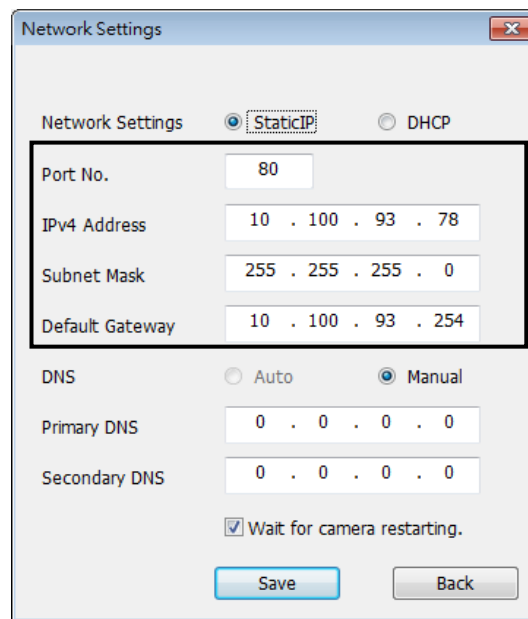 Network Settings
Network Settings StaticIP DHCP
Port No. 80
IPv4 Address 10 . 100 . 93 . 78
Subnet Mask 255 . 255 . 255 . 0
Default Gateway 10 . 100 . 93 . 254
DNS Auto Manual
Primary DNS 0 . 0 . 0 . 0
Secondary DNS 0 . 0 . 0 . 0
Wait for camera restarting.
Save Back